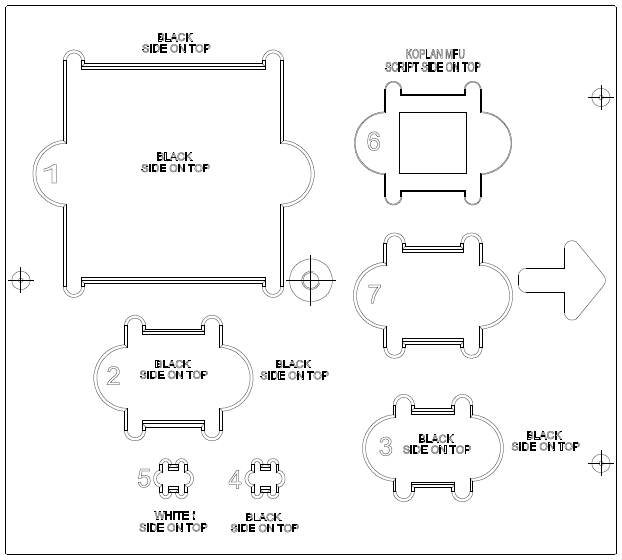 BLACK
SIDE ON TOP
KOPLAN MFU
SCRIPT SIDE ON TOP
6
1
BLACK
SIDE ON TOP
7
2
BLACK
SIDE ON TOP
BLACK
SIDE ON TOP
3
BLACK
SIDE ON TOP
BLACK
SIDE ON TOP
5
4
WHITE !
SIDE ON TOP
BLACK
SIDE ON TOP